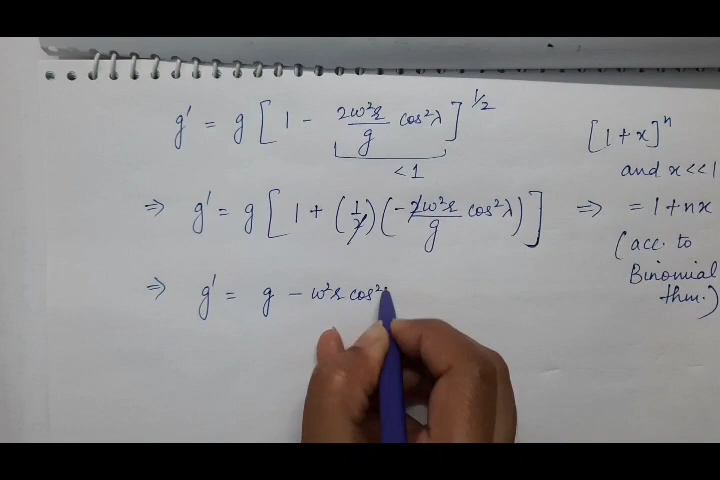 g' = g [ 1 - 2ω²r/g cos²λ ]^1/2
< 1
[1+x]^n
and x<<1
⇒ g' = g [ 1 + (1/2) (-2ω²r/g cos²λ) ] ⇒ = 1+nx
(acc. to
Binomial
thm.)
⇒ g' = g - ω²r cos²